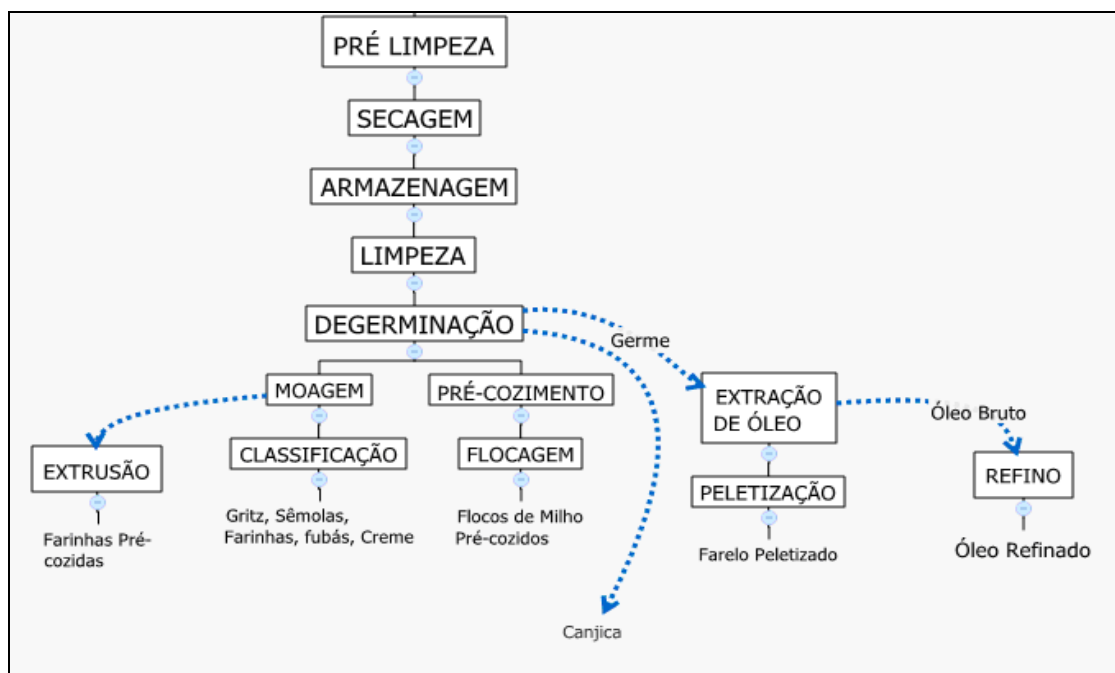 PRÉ LIMPEZA
SECAGEM
ARMAZENAGEM
LIMPEZA
DEGERMINAÇÃO
Germe
MOAGEM
PRÉ-COZIMENTO
EXTRAÇÃO
DE ÓLEO
Óleo Bruto
EXTRUSÃO
CLASSIFICAÇÃO
FLOCAGEM
PELETIZAÇÃO
REFINO
Farinhas Pré-
cozidas
Gritz, Sêmolas,
Farinhas, fubás, Creme
Flocos de Milho
Pré-cozidos
Farelo Peletizado
Óleo Refinado
Canjica